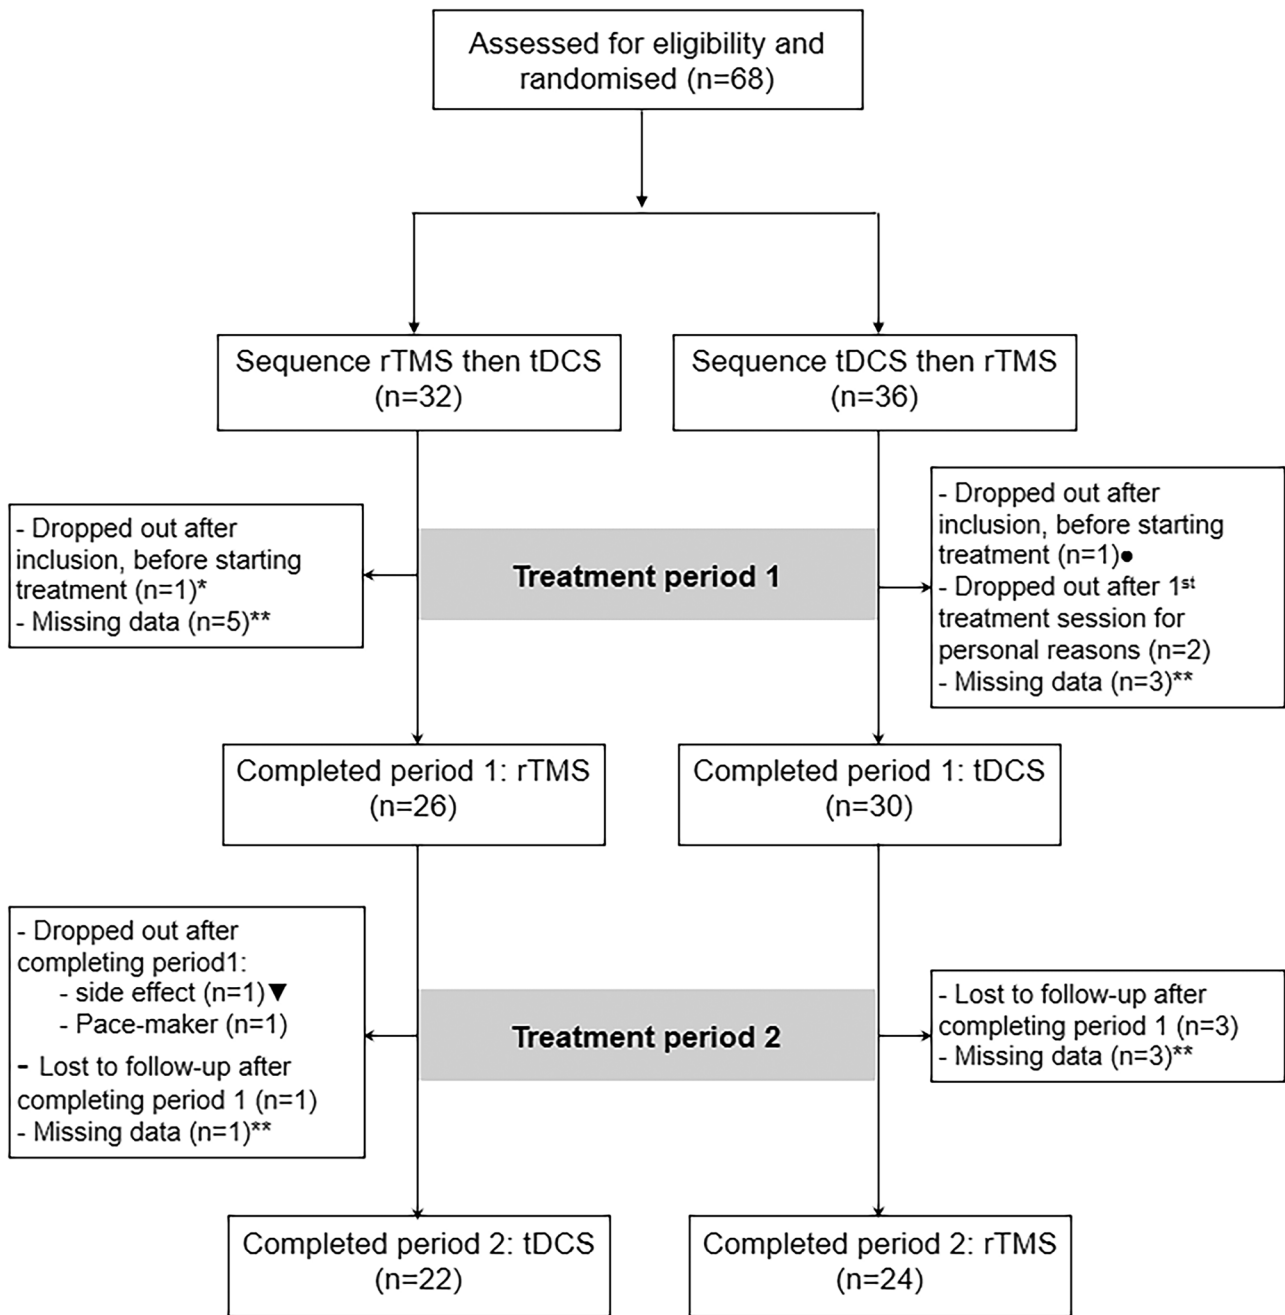 Assessed for eligibility and
randomised (n=68)
Sequence rTMS then tDCS
(n=32)
Sequence tDCS then rTMS
(n=36)
- Dropped out after
inclusion, before starting
treatment (n=1)*
- Missing data (n=5)**
Treatment period 1
- Dropped out after
inclusion, before starting
treatment (n=1)●
- Dropped out after 1st
treatment session for
personal reasons (n=2)
- Missing data (n=3)**
Completed period 1: rTMS
(n=26)
Completed period 1: tDCS
(n=30)
- Dropped out after
completing period1:
- side effect (n=1)▼
- Pace-maker (n=1)
- Lost to follow-up after
completing period 1 (n=1)
- Missing data (n=1)**
Treatment period 2
- Lost to follow-up after
completing period 1 (n=3)
- Missing data (n=3)**
Completed period 2: tDCS
(n=22)
Completed period 2: rTMS
(n=24)